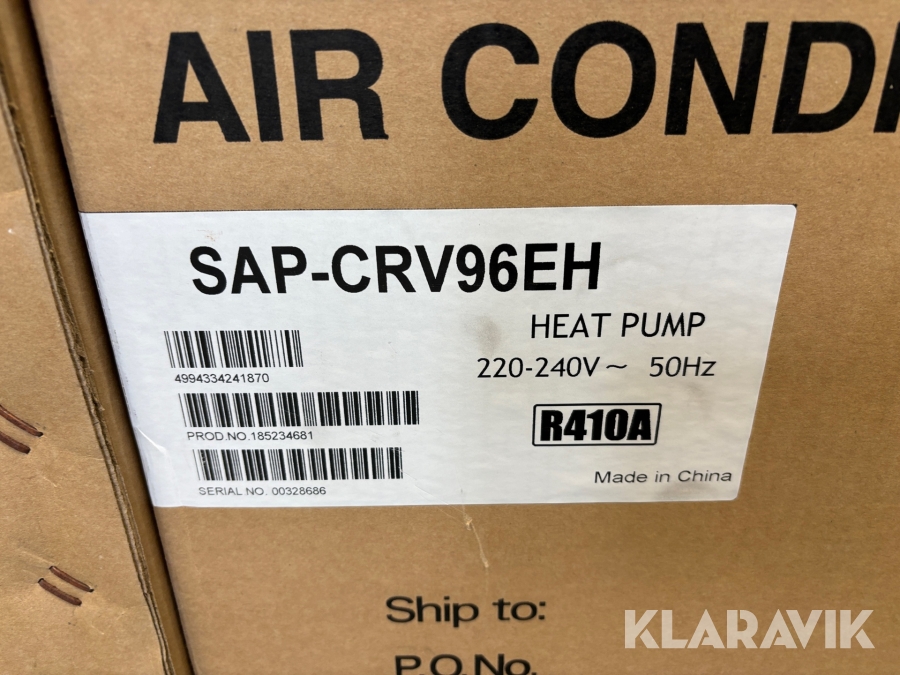 AIR CONDI
SAP-CRV96EH
HEAT PUMP
220-240V~ 50Hz
4994334241870
R410A
PROD.NO.185234681
Made in China
SERIAL NO. 00328686
Ship to:
KLARAVIK
P.O.No.